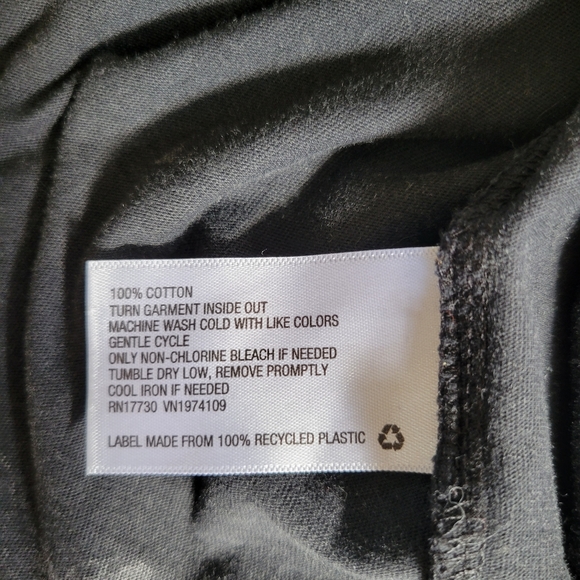 100% COTTON
TURN GARMENT INSIDE OUT
MACHINE WASH COLD WITH LIKE COLORS
GENTLE CYCLE
ONLY NON-CHLORINE BLEACH IF NEEDED
TUMBLE DRY LOW, REMOVE PROMPTLY
COOL IRON IF NEEDED
RN17730 VN1974109
LABEL MADE FROM 100% RECYCLED PLASTIC